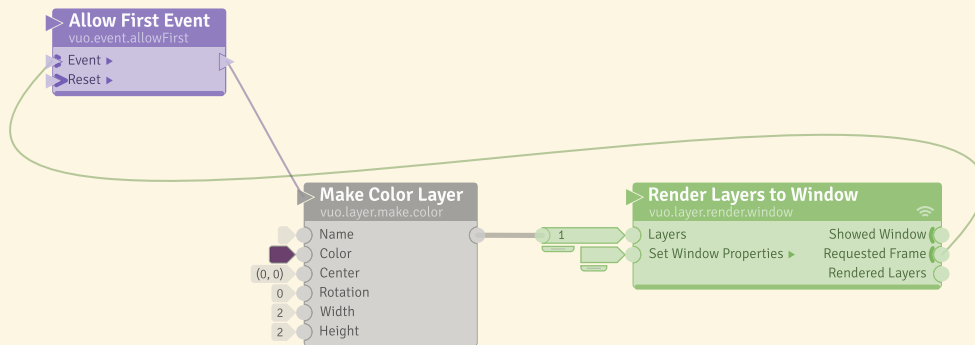 Allow First Event
vuo.event.allowFirst
Event
Reset
Make Color Layer
vuo.layer.make.color
Name
Color
(0, 0) Center
0 Rotation
2 Width
2 Height
Render Layers to Window
vuo.layer.render.window
1 Layers Showed Window
Set Window Properties Requested Frame
Rendered Layers